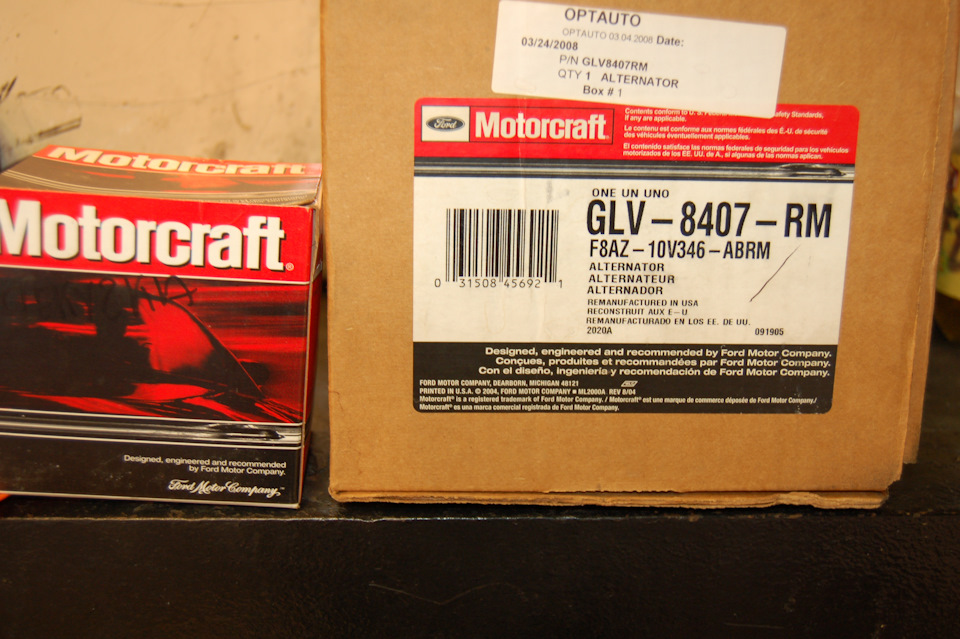 OPTAUTO
OPTAUTO 03.04.2008 Date:
03/24/2008
P/N GLV8407RM
QTY 1 ALTERNATOR
Box # 1
Ford
Motorcraft®
Contents conform to U. S. Safety Standards,
if any are applicable.
Le contenu est conforme aux normes fédérales des É.-U. de sécurité
des véhicules éventuellement applicables.
El contenido satisface las normas federales de seguridad para los vehículos
motorizados de los EE. UU. de A., si algunas de las normas aplican.
ONE UN UNO
GLV-8407-RM
F8AZ-10V346-ABRM
ALTERNATOR
ALTERNATEUR
ALTERNADOR
REMANUFACTURED IN USA
RECONSTRUIT AUX E-U.
REMANUFACTURADO EN LOS EE. DE UU.
2020A 091905
0 31508 45692 1
Designed, engineered and recommended by Ford Motor Company.
Conçues, produites et recommandées par Ford Motor Company.
Con el diseño, ingeniería y recomendación de Ford Motor Company.
FORD MOTOR COMPANY, DEARBORN, MICHIGAN 48121
PRINTED IN U.S.A. © 2004, FORD MOTOR COMPANY ■ ML2000A REV 8/04
Motorcraft® is a registered trademark of Ford Motor Company. / Motorcraft® est une marque de commerce déposée de Ford Motor Company./
Motorcraft® es una marca comercial registrada de Ford Motor Company.
Motorcraft
Motorcraft®
Designed, engineered and recommended
by Ford Motor Company.
Ford Motor Company,™